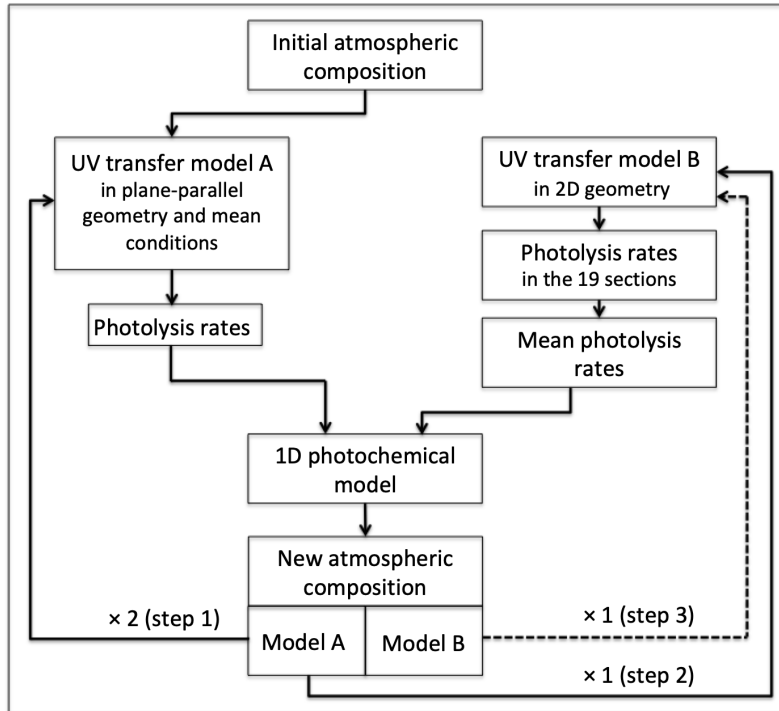 Initial atmospheric
composition
UV transfer model A
in plane-parallel
geometry and mean
conditions
Photolysis rates
UV transfer model B
in 2D geometry
Photolysis rates
in the 19 sections
Mean photolysis
rates
1D photochemical
model
New atmospheric
composition
Model A
Model B
× 2 (step 1)
× 1 (step 3)
× 1 (step 2)